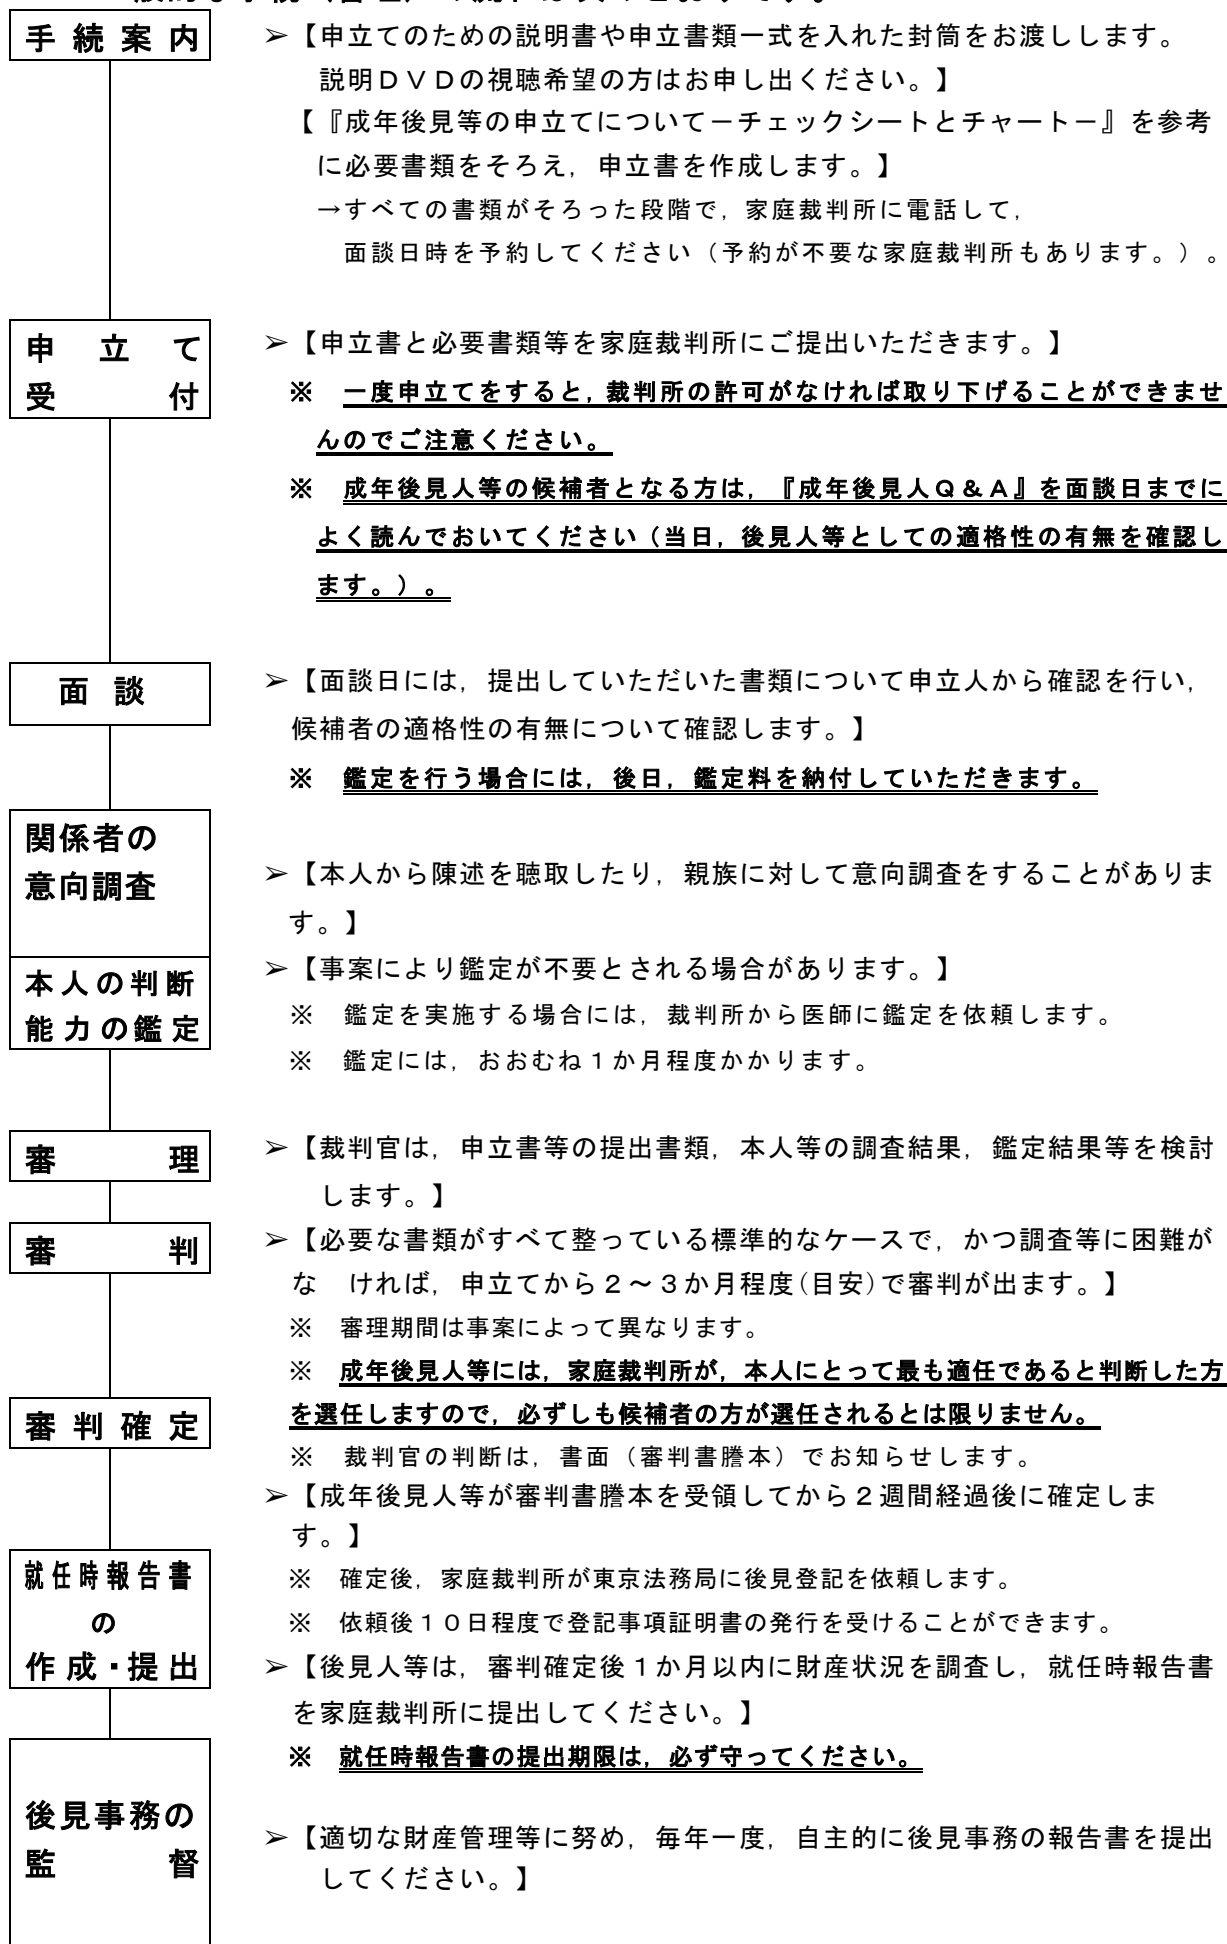 手続案内
➢【申立てのための説明書や申立書類一式を入れた封筒をお渡しします。
説明ＤＶＤの視聴希望の方はお申し出ください。】
【『成年後見等の申立てについて－チェックシートとチャート－』を参考
に必要書類をそろえ，申立書を作成します。】
→すべての書類がそろった段階で，家庭裁判所に電話して，
面談日時を予約してください（予約が不要な家庭裁判所もあります。）。
申立て
受付
➢【申立書と必要書類等を家庭裁判所にご提出いただきます。】
※　一度申立てをすると，裁判所の許可がなければ取り下げることができませ
んのでご注意ください。
※　成年後見人等の候補者となる方は，『成年後見人Ｑ＆Ａ』を面談日までに
よく読んでおいてください（当日，後見人等としての適格性の有無を確認し
ます。）。
面談
➢【面談日には，提出していただいた書類について申立人から確認を行い，
候補者の適格性の有無について確認します。】
※　鑑定を行う場合には，後日，鑑定料を納付していただきます。
関係者の
意向調査
➢【本人から陳述を聴取したり，親族に対して意向調査をすることがありま
す。】
本人の判断
能力の鑑定
➢【事案により鑑定が不要とされる場合があります。】
※　鑑定を実施する場合には，裁判所から医師に鑑定を依頼します。
※　鑑定には，おおむね１か月程度かかります。
審理
➢【裁判官は，申立書等の提出書類，本人等の調査結果，鑑定結果等を検討
します。】
審判
➢【必要な書類がすべて整っている標準的なケースで，かつ調査等に困難が
な　ければ，申立てから２～３か月程度(目安)で審判が出ます。】
※　審理期間は事案によって異なります。
※　成年後見人等には，家庭裁判所が，本人にとって最も適任であると判断した方
を選任しますので，必ずしも候補者の方が選任されるとは限りません。
※　裁判官の判断は，書面（審判書謄本）でお知らせします。
審判確定
➢【成年後見人等が審判書謄本を受領してから２週間経過後に確定しま
す。】
※　確定後，家庭裁判所が東京法務局に後見登記を依頼します。
※　依頼後１０日程度で登記事項証明書の発行を受けることができます。
就任時報告書
の
作成・提出
➢【後見人等は，審判確定後１か月以内に財産状況を調査し，就任時報告書
を家庭裁判所に提出してください。】
※　就任時報告書の提出期限は，必ず守ってください。
後見事務の
監督
➢【適切な財産管理等に努め，毎年一度，自主的に後見事務の報告書を提出
してください。】